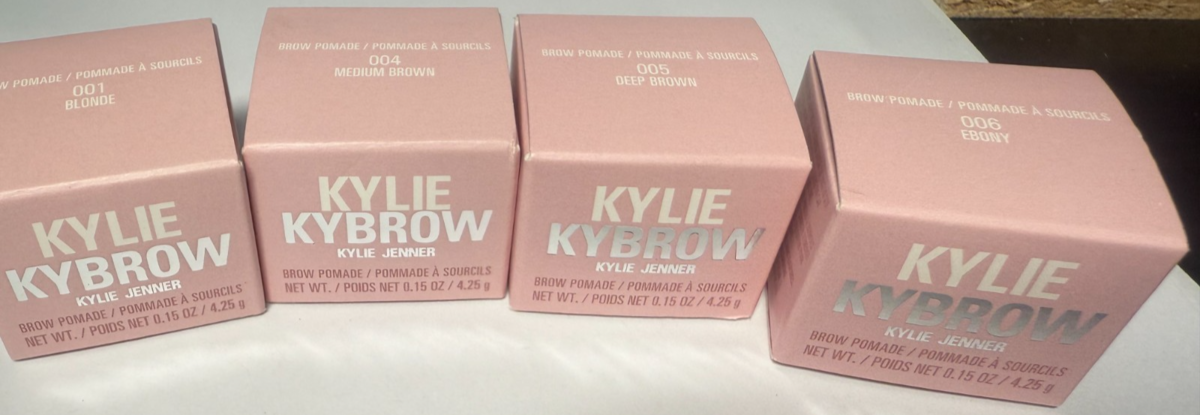 POMADE / POMMADE À SOURCILS
001
BLONDE
KYLIE
KYBROW
KYLIE JENNER
BROW POMADE / POMMADE À SOURCILS
NET WT. / POIDS NET 0.15 OZ / 4.25 g
BROW POMADE / POMMADE À SOURCILS
004
MEDIUM BROWN
KYLIE
KYBROW
KYLIE JENNER
BROW POMADE / POMMADE À SOURCILS
NET WT. / POIDS NET 0.15 OZ / 4.25 g
BROW POMADE / POMMADE À SOURCILS
005
DEEP BROWN
KYLIE
KYBROW
KYLIE JENNER
BROW POMADE / POMMADE À SOURCILS
NET WT. / POIDS NET 0.15 OZ / 4.25 g
BROW POMADE / POMMADE À SOURCILS
006
EBONY
KYLIE
KYBROW
KYLIE JENNER
BROW POMADE / POMMADE À SOURCILS
NET WT. / POIDS NET 0.15 OZ / 4.25 g